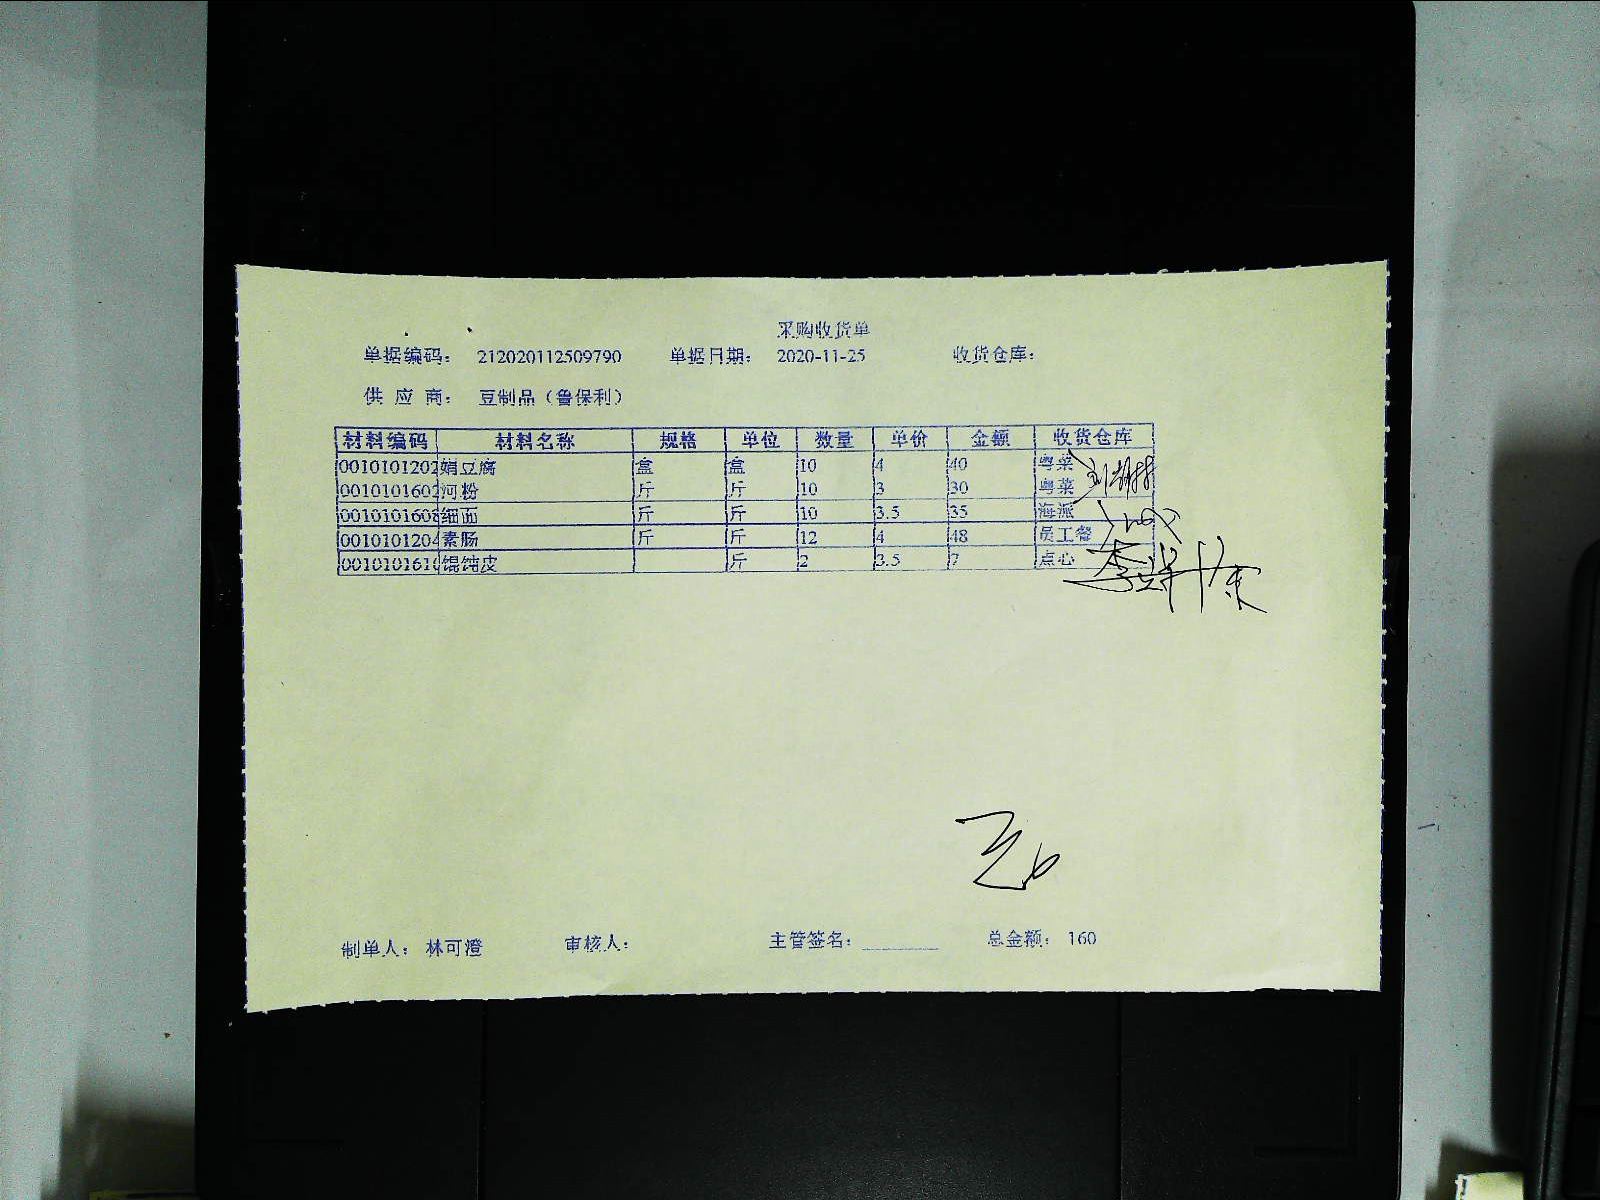 采购收货单
单据编码: 212020112509790 单据日期: 2020-11-25 收货仓库:
供 应 商: 豆制品(鲁保利)
材料编码 材料名称 规格 单位 数量 单价 金额 收货仓库
0010101202 娟豆腐 盒 盒 10 4 40 粤菜
0010101602 河粉 斤 斤 10 3 30 粤菜
001010160 细面 斤 斤 10 3.5 35 海派
0010101204 素肠 斤 斤 12 4 48 员工餐
001010161 馄饨皮 斤 2 3.5 7 点心
制单人: 林可澄 审核人: 主管签名: 总金额: 160